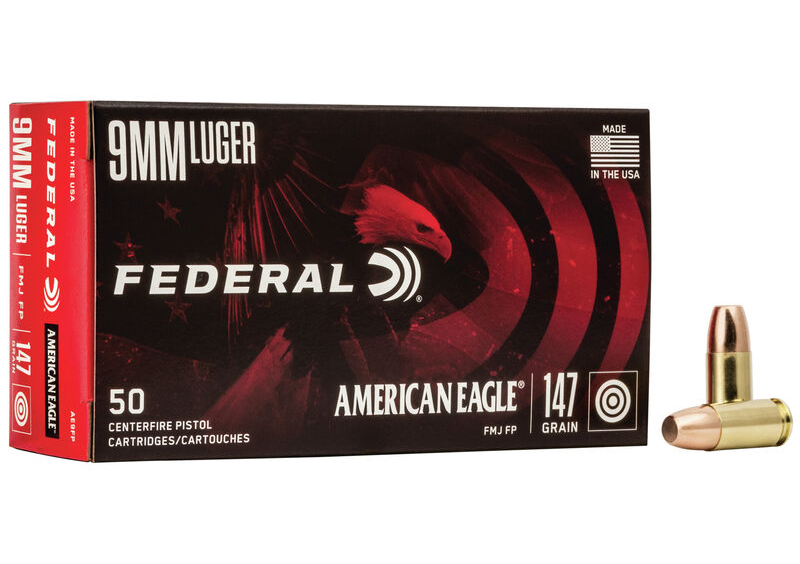 MADE IN THE USA
9MM LUGER
FEDERAL
FMJ FP
147
GRAIN
AMERICAN EAGLE
AE9FP
9MM LUGER
MADE
IN THE USA
FEDERAL®
50
CENTERFIRE PISTOL
CARTRIDGES/CARTOUCHES
AMERICAN EAGLE®
FMJ FP
147
GRAIN